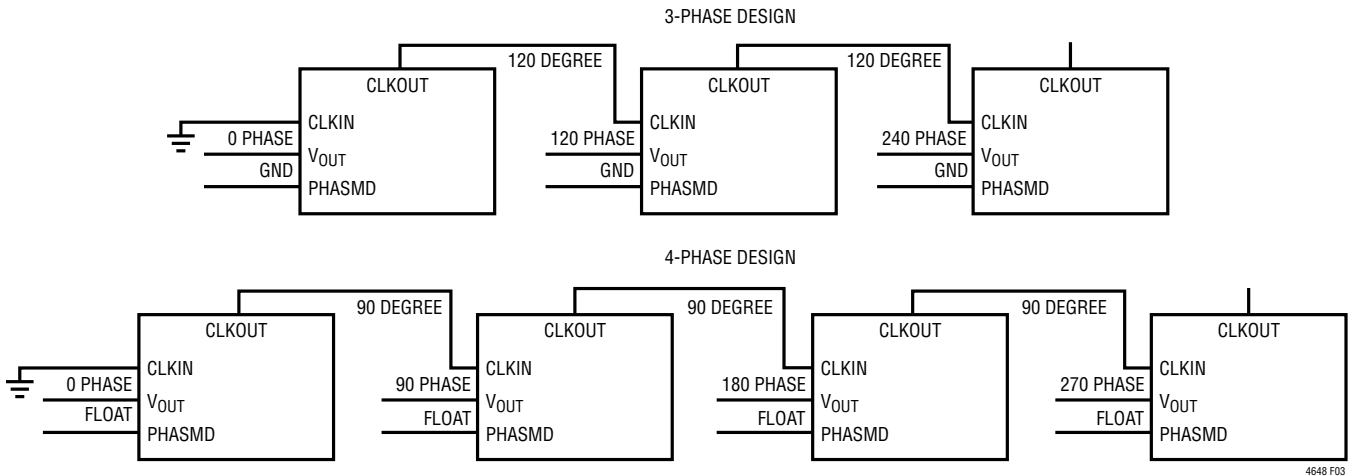 3-PHASE DESIGN
120 DEGREE
120 DEGREE
CLKOUT
CLKOUT
CLKOUT
CLKIN
CLKIN
CLKIN
0 PHASE
120 PHASE
240 PHASE
VOUT
VOUT
VOUT
GND
GND
GND
PHASMD
PHASMD
PHASMD
4-PHASE DESIGN
90 DEGREE
90 DEGREE
90 DEGREE
CLKOUT
CLKOUT
CLKOUT
CLKOUT
CLKIN
CLKIN
CLKIN
CLKIN
0 PHASE
90 PHASE
180 PHASE
270 PHASE
VOUT
VOUT
VOUT
VOUT
FLOAT
FLOAT
FLOAT
FLOAT
PHASMD
PHASMD
PHASMD
PHASMD
4648 F03